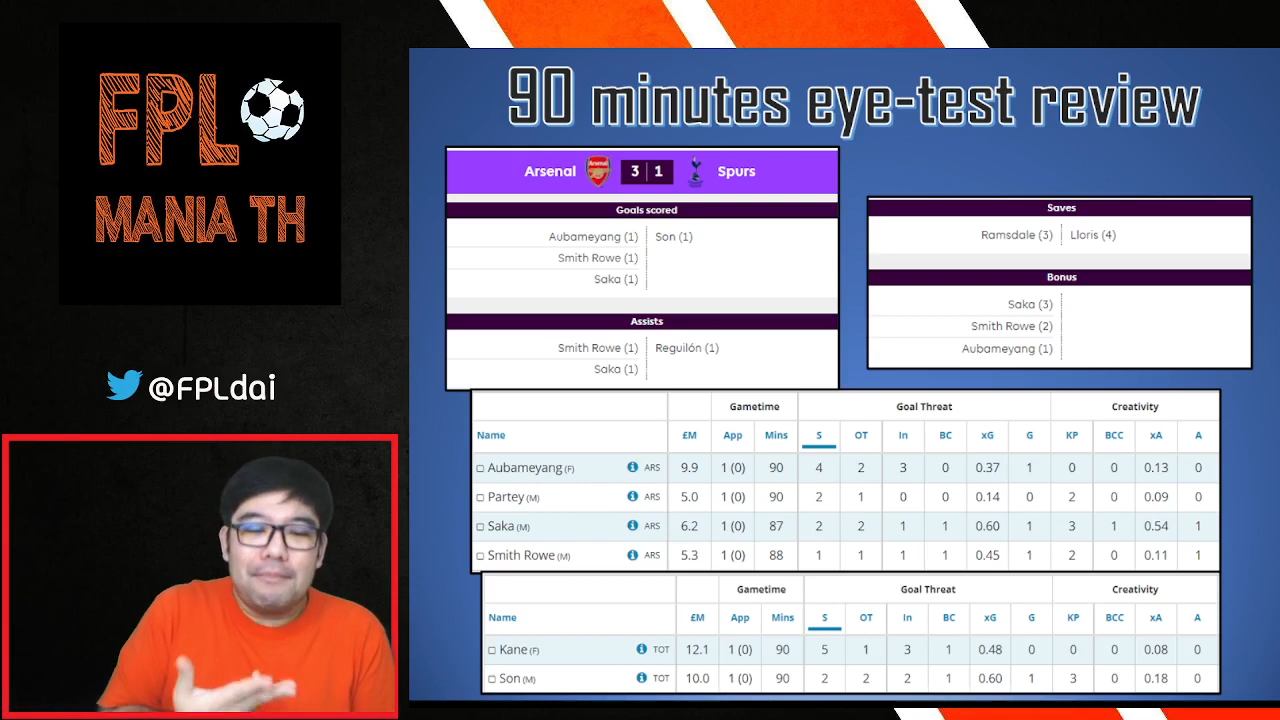 FPL
MANIA TH
@FPLdai
90 minutes eye-test review
Arsenal 3 1 Spurs
Goals scored
Aubameyang (1) Son (1)
Smith Rowe (1)
Saka (1)
Assists
Smith Rowe (1) Reguilón (1)
Saka (1)
Saves
Ramsdale (3) Lloris (4)
Bonus
Saka (3)
Smith Rowe (2)
Aubameyang (1)
Gametime Goal Threat Creativity
Name £M App Mins S OT In BC xG G KP BCC xA A
Aubameyang (F) ARS 9.9 1 (0) 90 4 2 3 0 0.37 1 0 0 0.13 0
Partey (M) ARS 5.0 1 (0) 90 2 1 0 0 0.14 0 2 0 0.09 0
Saka (M) ARS 6.2 1 (0) 87 2 2 1 1 0.60 1 3 1 0.54 1
Smith Rowe (M) ARS 5.3 1 (0) 88 1 1 1 1 0.45 1 2 0 0.11 1
Gametime Goal Threat Creativity
Name £M App Mins S OT In BC xG G KP BCC xA A
Kane (F) TOT 12.1 1 (0) 90 5 1 3 1 0.48 0 0 0 0.08 0
Son (M) TOT 10.0 1 (0) 90 2 2 2 1 0.60 1 3 0 0.18 0